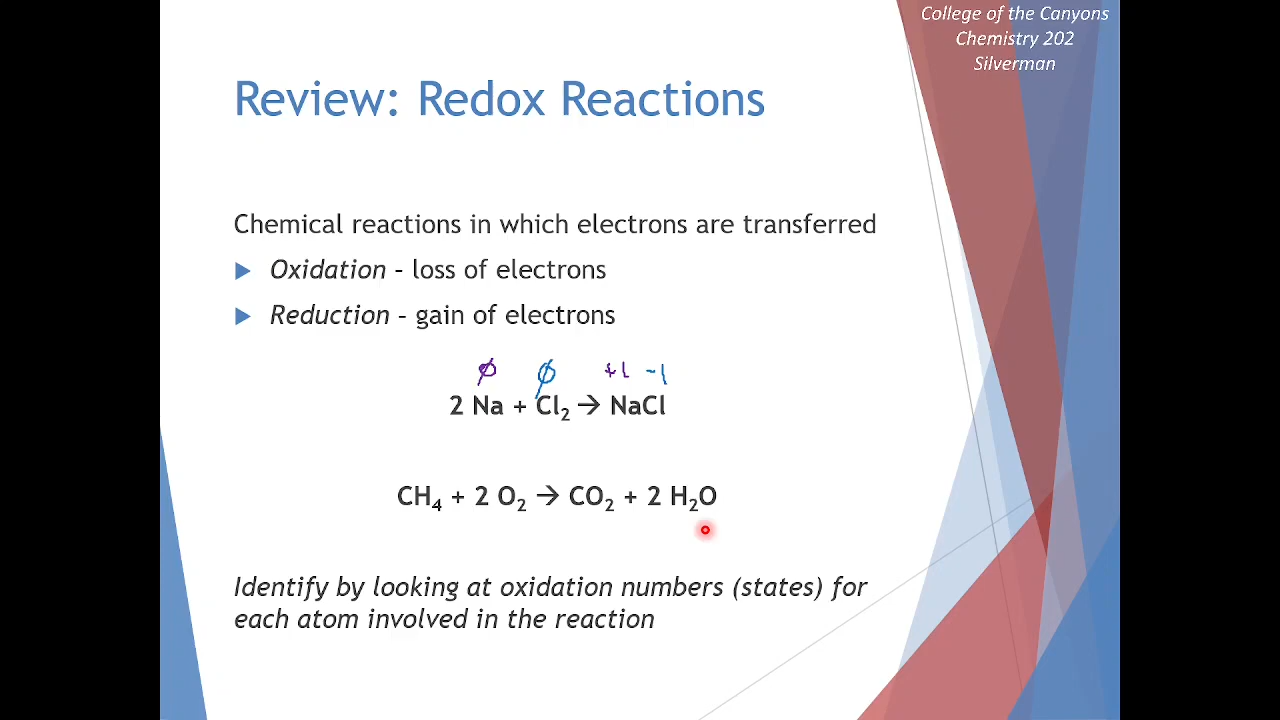 College of the Canyons
Chemistry 202
Silverman
Review: Redox Reactions
Chemical reactions in which electrons are transferred
Oxidation – loss of electrons
Reduction – gain of electrons
∅ ∅ +1 -1
2 Na + Cl₂ → NaCl
CH₄ + 2 O₂ → CO₂ + 2 H₂O
Identify by looking at oxidation numbers (states) for
each atom involved in the reaction